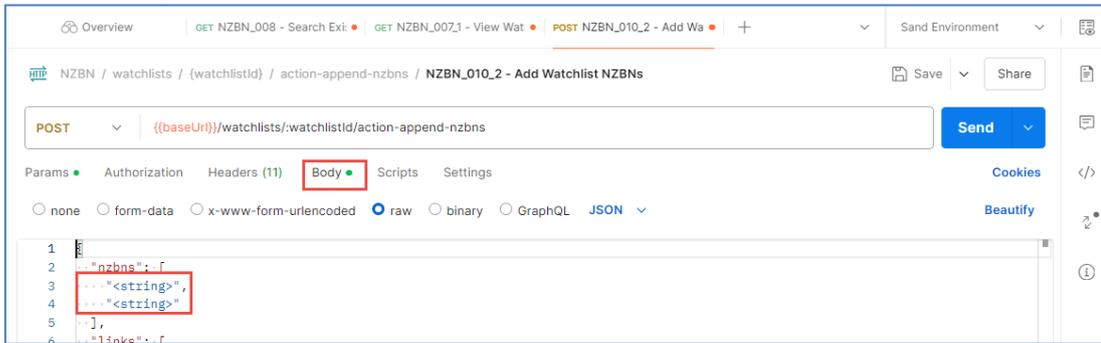 Overview GET NZBN_008 - Search Exi: GET NZBN_007_1 - View Wat POST NZBN_010_2 - Add Wa Sand Environment
HTTP NZBN / watchlists / {watchlistId} / action-append-nzbns / NZBN_010_2 - Add Watchlist NZBNs Save Share
POST {{baseUrl}}/watchlists/:watchlistId/action-append-nzbns Send
Params Authorization Headers (11) Body Scripts Settings Cookies
none form-data x-www-form-urlencoded raw binary GraphQL JSON Beautify
1 {
2 "nzbns": [
3 "<string>",
4 "<string>"
5 ],
6 "links": [